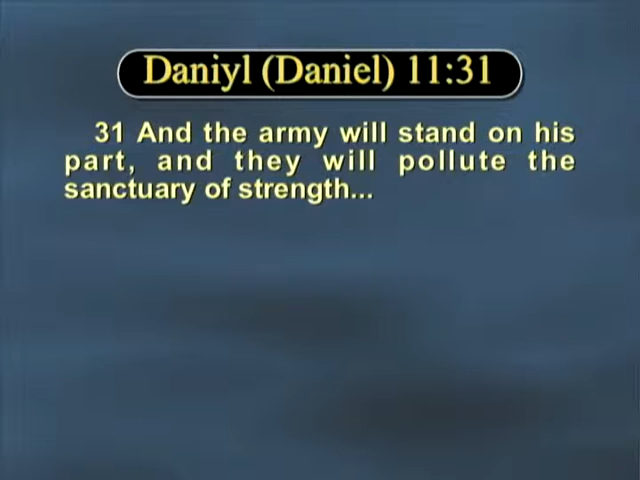 Daniyl (Daniel) 11:31
31 And the army will stand on his
part, and they will pollute the
sanctuary of strength...